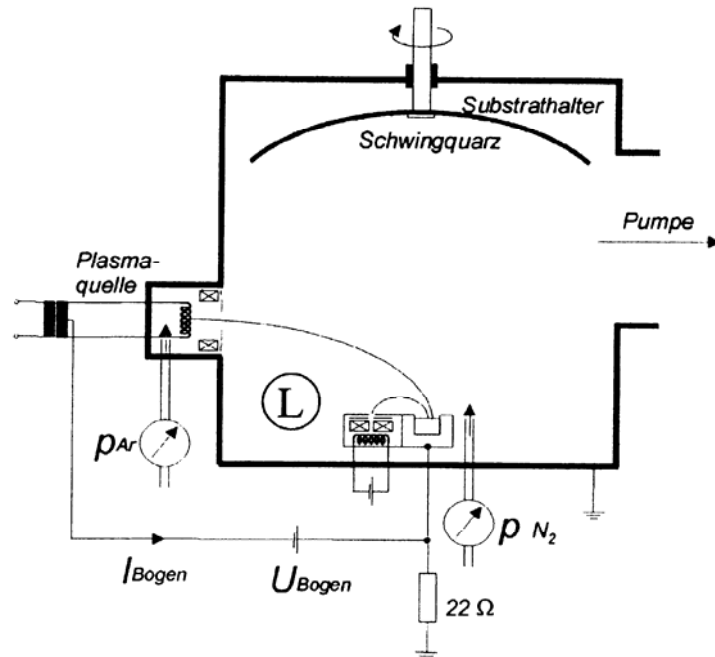 Substrathalter
Schwingquarz
Pumpe
Plasma-
quelle
L
pAr
p N₂
IBogen
UBogen
22 Ω